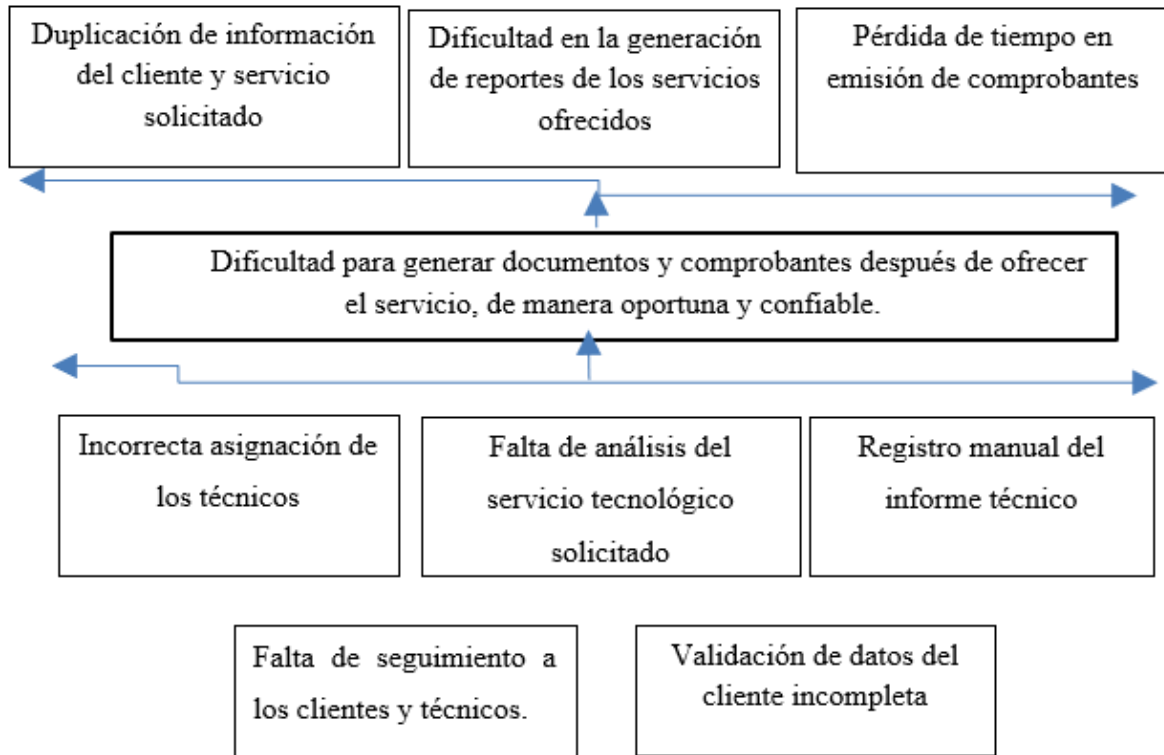 Duplicación de información
del cliente y servicio
solicitado
Dificultad en la generación
de reportes de los servicios
ofrecidos
Pérdida de tiempo en
emisión de comprobantes
Dificultad para generar documentos y comprobantes después de ofrecer
el servicio, de manera oportuna y confiable.
Incorrecta asignación de
los técnicos
Falta de análisis del
servicio tecnológico
solicitado
Registro manual del
informe técnico
Falta de seguimiento a
los clientes y técnicos.
Validación de datos del
cliente incompleta